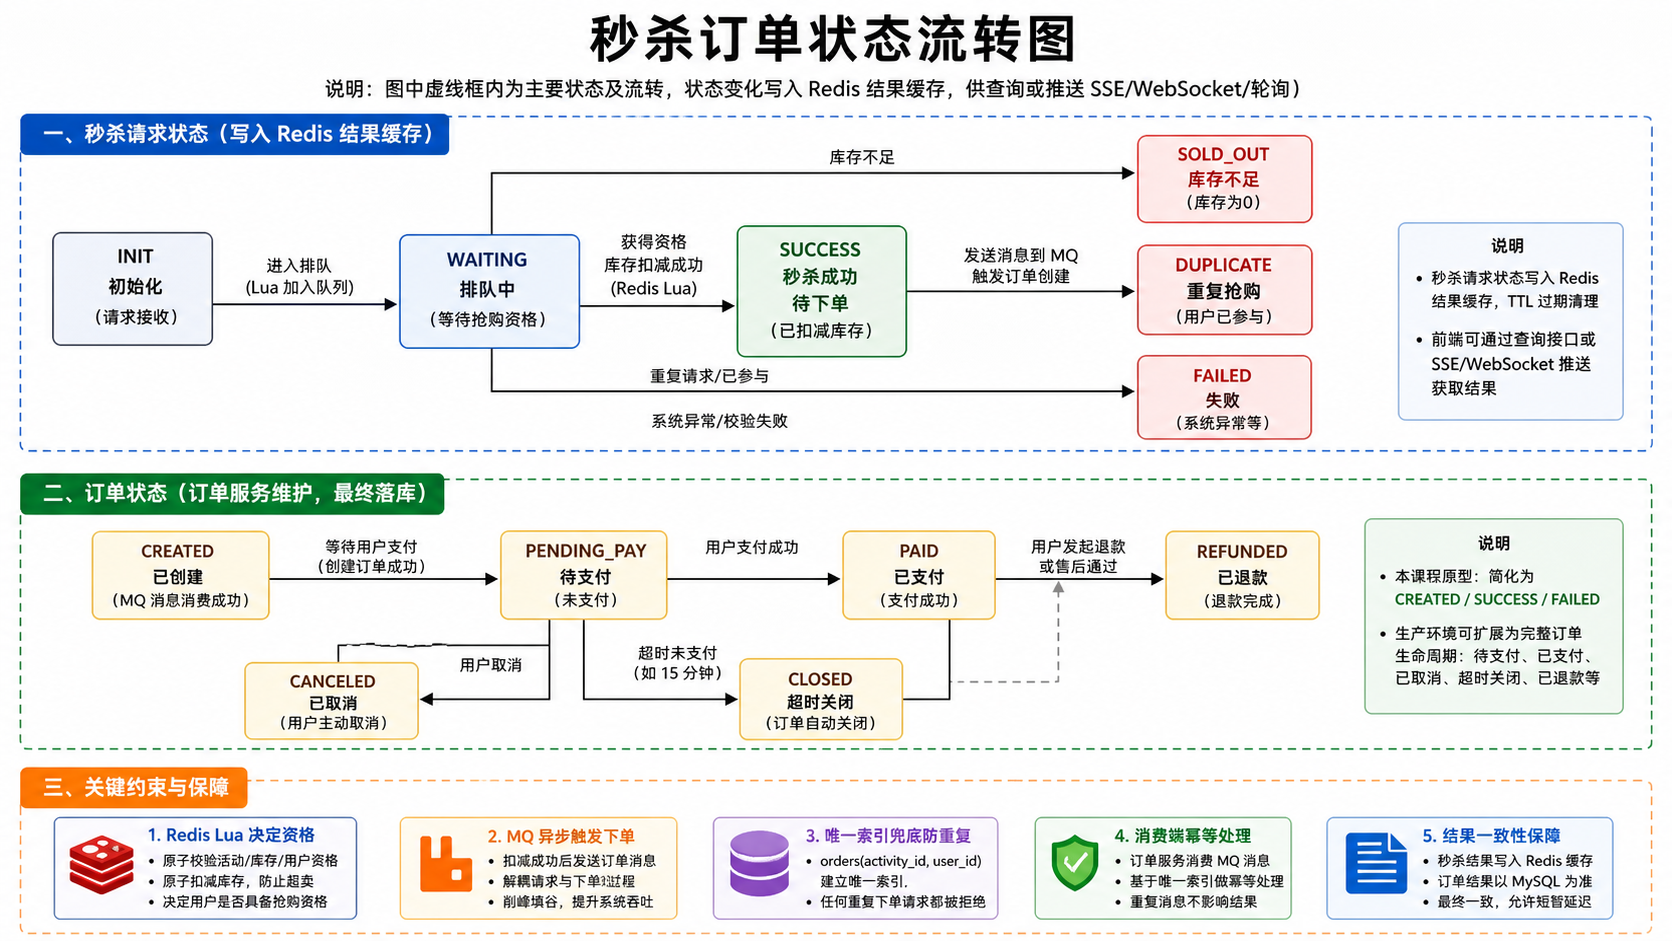 秒杀订单状态流转图
说明：图中虚线框内为主要状态及流转，状态变化写入 Redis 结果缓存，供查询或推送 SSE/WebSocket/轮询）
一、秒杀请求状态（写入 Redis 结果缓存）
INIT
初始化
（请求接收）
进入排队
(Lua 加入队列)
WAITING
排队中
（等待抢购资格）
库存不足
获得资格
库存扣减成功
(Redis Lua)
SUCCESS
秒杀成功
待下单
（已扣减库存）
发送消息到 MQ
触发订单创建
重复请求/已参与
系统异常/校验失败
SOLD_OUT
库存不足
（库存为0）
DUPLICATE
重复抢购
（用户已参与）
FAILED
失败
（系统异常等）
说明
• 秒杀请求状态写入 Redis
结果缓存，TTL 过期清理
• 前端可通过查询接口或
SSE/WebSocket 推送
获取结果
二、订单状态（订单服务维护，最终落库）
CREATED
已创建
（MQ 消息消费成功）
等待用户支付
（创建订单成功）
PENDING_PAY
待支付
（未支付）
用户支付成功
PAID
已支付
（支付成功）
用户发起退款
或售后通过
REFUNDED
已退款
（退款完成）
CANCELED
已取消
（用户主动取消）
用户取消
超时未支付
（如 15 分钟）
CLOSED
超时关闭
（订单自动关闭）
说明
• 本课程原型：简化为
CREATED / SUCCESS / FAILED
• 生产环境可扩展为完整订单
生命周期：待支付、已支付、
已取消、超时关闭、已退款等
三、关键约束与保障
1. Redis Lua 决定资格
• 原子校验活动/库存/用户资格
• 原子扣减库存，防止超卖
• 决定用户是否具备抢购资格
2. MQ 异步触发下单
• 扣减成功后发送订单消息
• 解耦请求与下单过程
• 削峰填谷，提升系统吞吐
3. 唯一索引兜底防重复
• orders(activity_id, user_id)
建立唯一索引.
• 任何重复下单请求都被拒绝
4. 消费端幂等处理
• 订单服务消费 MQ 消息
• 基于唯一索引做幂等处理
• 重复消息不影响结果
5. 结果一致性保障
• 秒杀结果写入 Redis 缓存
• 订单结果以 MySQL 为准
• 最终一致，允许短暂延迟